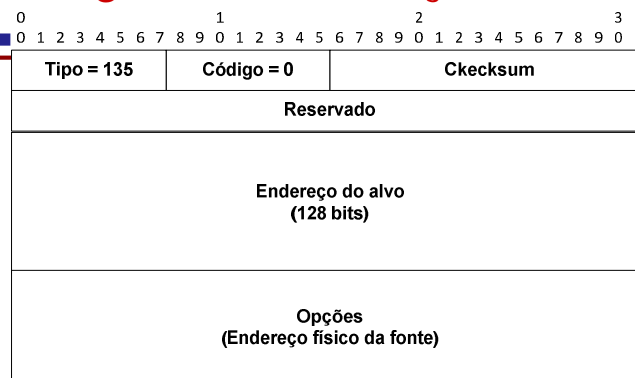 0 1 2 3
0 1 2 3 4 5 6 7 8 9 0 1 2 3 4 5 6 7 8 9 0 1 2 3 4 5 6 7 8 9 0
Tipo = 135 Código = 0 Ckecksum
Reservado
Endereço do alvo
(128 bits)
Opções
(Endereço físico da fonte)